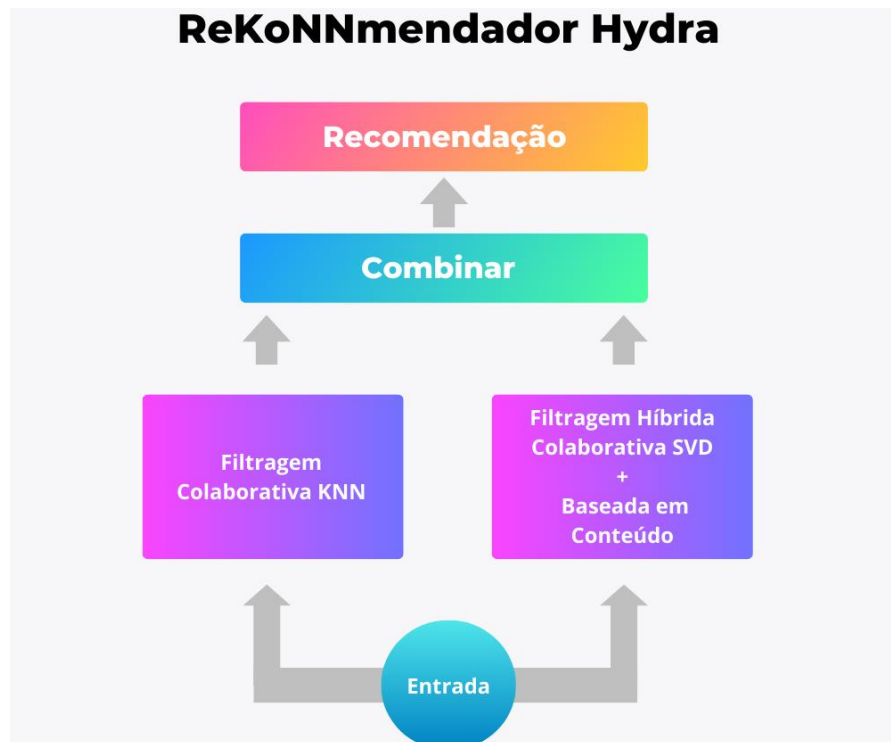 ReKoNNmendador Hydra
Recomendação
Combinar
Filtragem
Colaborativa KNN
Filtragem Híbrida
Colaborativa SVD
+
Baseada em
Conteúdo
Entrada